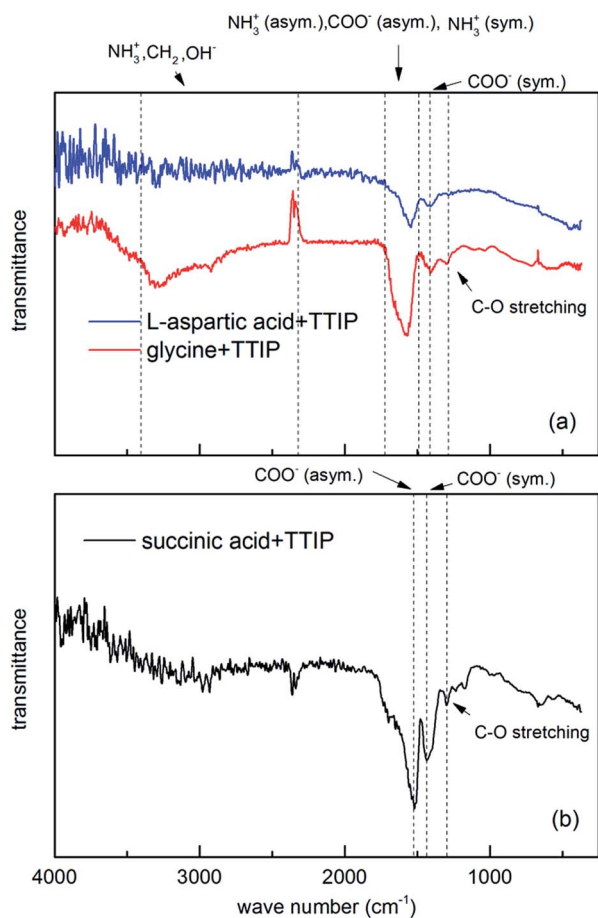 NH₃⁺ (asym.),COO⁻ (asym.), NH₃⁺ (sym.)
NH₃⁺,CH₂,OH⁻
COO⁻ (sym.)
transmittance
C-O stretching
L-aspartic acid+TTIP
glycine+TTIP
(a)
COO⁻ (asym.)
COO⁻ (sym.)
succinic acid+TTIP
transmittance
C-O stretching
(b)
4000
3000
2000
1000
wave number (cm⁻¹)